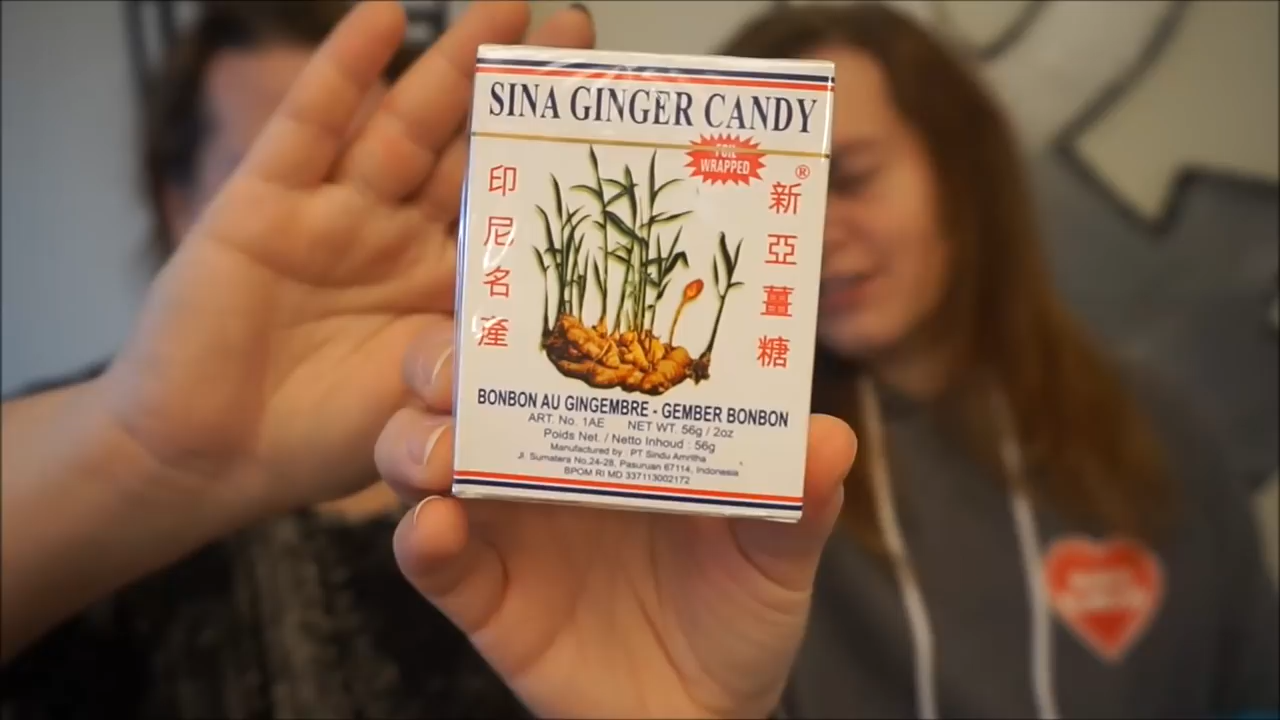 SINA GINGER CANDY
FOIL
WRAPPED
®
印尼名產
新亞薑糖
BONBON AU GINGEMBRE - GEMBER BONBON
ART. No. 1AE NET WT. 56g / 2oz
Poids Net. / Netto Inhoud : 56g
Manufactured by : PT Sindu Amritha
Jl. Sumatera No.24-28, Pasuruan 67114, Indonesia
BPOM RI MD 337113002172